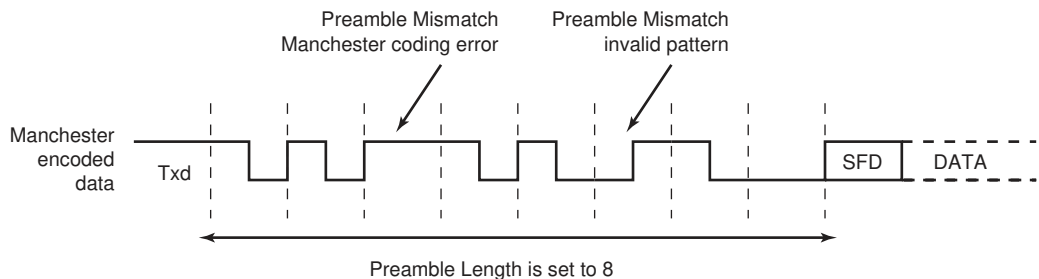 Preamble Mismatch
Manchester coding error
Preamble Mismatch
invalid pattern
Manchester
encoded
data
Txd
SFD
DATA
Preamble Length is set to 8